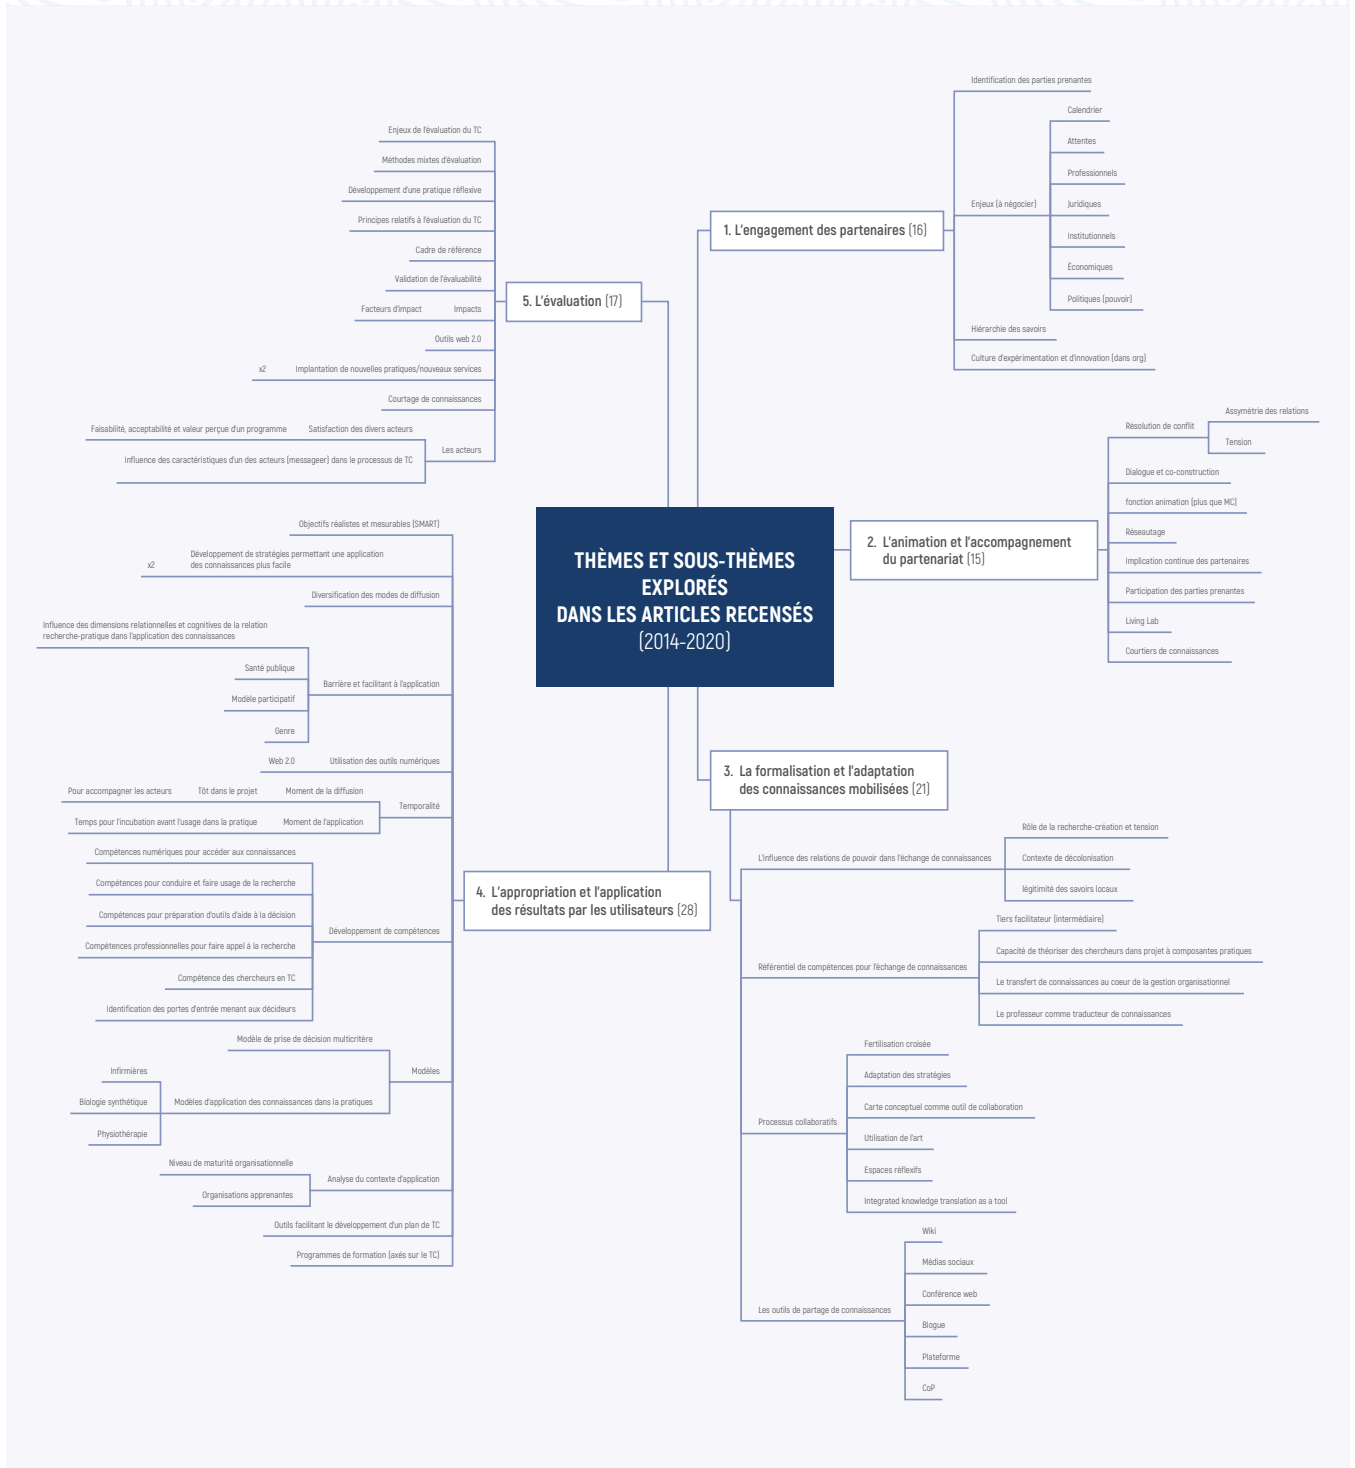 THÈMES ET SOUS-THÈMES
EXPLORÉS
DANS LES ARTICLES RECENSÉS
(2014-2020)
1. L'engagement des partenaires (16)
Identification des parties prenantes
Enjeux (à négocier)
Calendrier
Attentes
Professionnels
Juridiques
Institutionnels
Économiques
Politiques (pouvoir)
Hiérarchie des savoirs
Culture d'expérimentation et d'innovation (dans org)
2. L'animation et l'accompagnement
du partenariat (15)
Résolution de conflit
Assymétrie des relations
Tension
Dialogue et co-construction
fonction animation (plus que MC)
Réseautage
Implication continue des partenaires
Participation des parties prenantes
Living Lab
Courtiers de connaissances
3. La formalisation et l'adaptation
des connaissances mobilisées (21)
L'influence des relations de pouvoir dans l'échange de connaissances
Rôle de la recherche-création et tension
Contexte de décolonisation
légitimité des savoirs locaux
Référentiel de compétences pour l'échange de connaissances
Tiers facilitateur (intermédiaire)
Capacité de théoriser des chercheurs dans projet à composantes pratiques
Le transfert de connaissances au coeur de la gestion organisationnel
Le professeur comme traducteur de connaissances
Processus collaboratifs
Fertilisation croisée
Adaptation des stratégies
Carte conceptuel comme outil de collaboration
Utilisation de l'art
Espaces réflexifs
Integrated knowledge translation as a tool
Les outils de partage de connaissances
Wiki
Médias sociaux
Conférence web
Blogue
Plateforme
CoP
4. L'appropriation et l'application
des résultats par les utilisateurs (28)
Objectifs réalistes et mesurables (SMART)
Développement de stratégies permettant une application
des connaissances plus facile
x2
Diversification des modes de diffusion
Barrière et facilitant à l'application
Influence des dimensions relationnelles et cognitives de la relation
recherche-pratique dans l'application des connaissances
Santé publique
Modèle participatif
Genre
Utilisation des outils numériques
Web 2.0
Temporalité
Moment de la diffusion
Tôt dans le projet
Pour accompagner les acteurs
Moment de l'application
Temps pour l'incubation avant l'usage dans la pratique
Développement de compétences
Compétences numériques pour accéder aux connaissances
Compétences pour conduire et faire usage de la recherche
Compétences pour préparation d'outils d'aide à la décision
Compétences professionnelles pour faire appel à la recherche
Compétence des chercheurs en TC
Identification des portes d'entrée menant aux décideurs
Modèles
Modèle de prise de décision multicritère
Modèles d'application des connaissances dans la pratiques
Infirmières
Biologie synthétique
Physiothérapie
Analyse du contexte d'application
Niveau de maturité organisationnelle
Organisations apprenantes
Outils facilitant le développement d'un plan de TC
Programmes de formation (axés sur le TC)
5. L'évaluation (17)
Enjeux de l'évaluation du TC
Méthodes mixtes d'évaluation
Développement d'une pratique réflexive
Principes relatifs à l'évaluation du TC
Cadre de référence
Validation de l'évaluabilité
Impacts
Facteurs d'impact
Outils web 2.0
Implantation de nouvelles pratiques/nouveaux services
x2
Courtage de connaissances
Les acteurs
Satisfaction des divers acteurs
Faisabilité, acceptabilité et valeur perçue d'un programme
Influence des caractéristiques d'un des acteurs (messageer) dans le processus de TC